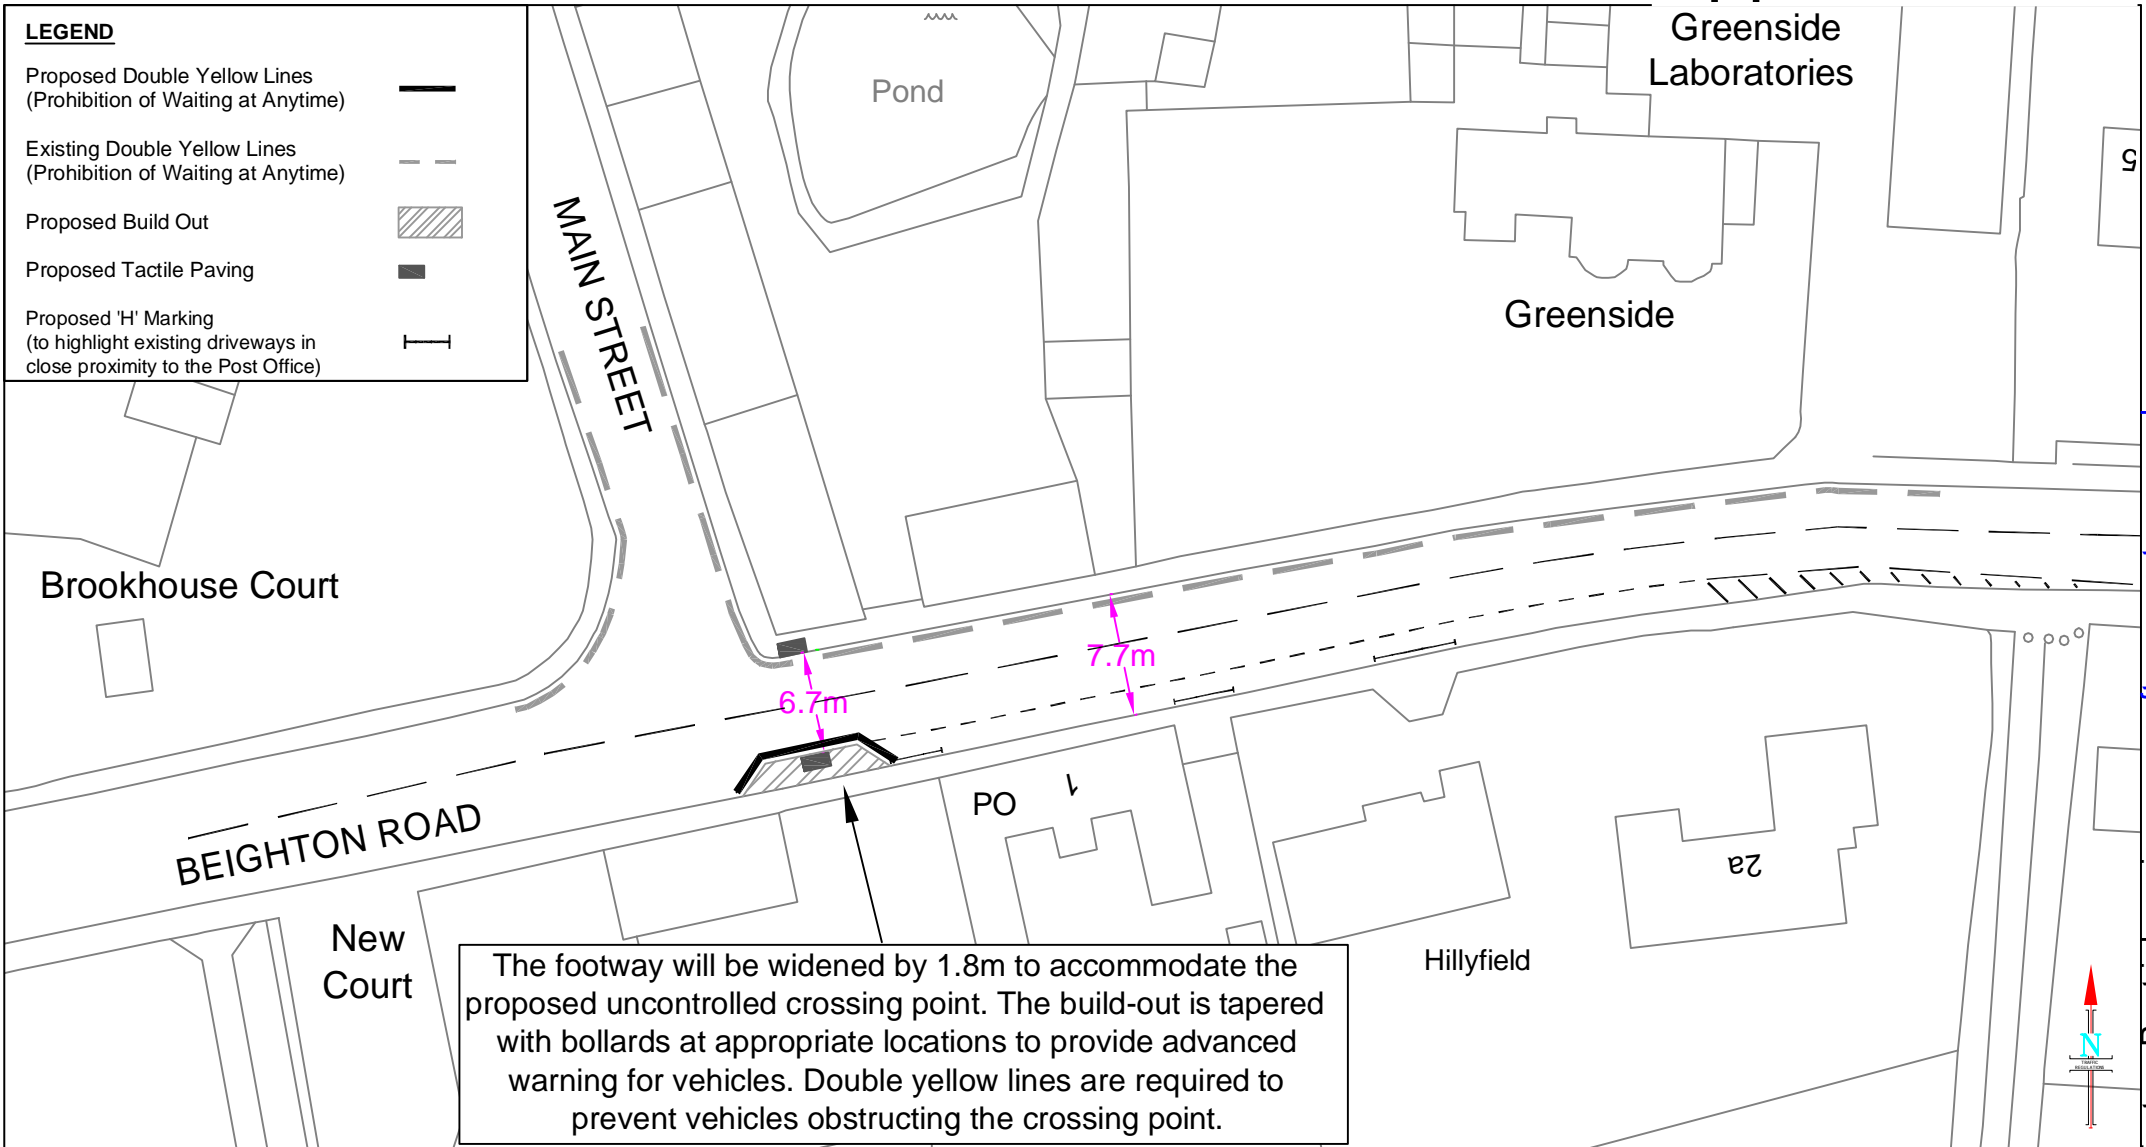 LEGEND
Proposed Double Yellow Lines
(Prohibition of Waiting at Anytime)
Existing Double Yellow Lines
(Prohibition of Waiting at Anytime)
Proposed Build Out
Proposed Tactile Paving
Proposed 'H' Marking
(to highlight existing driveways in
close proximity to the Post Office)
Pond
Greenside
Laboratories
5
MAIN STREET
Greenside
Brookhouse Court
7.7m
6.7m
BEIGHTON ROAD
PO
1
2a
New
Court
Hillyfield
The footway will be widened by 1.8m to accommodate the
proposed uncontrolled crossing point. The build-out is tapered
with bollards at appropriate locations to provide advanced
warning for vehicles. Double yellow lines are required to
prevent vehicles obstructing the crossing point.
N
TRAFFIC
REGULATIONS